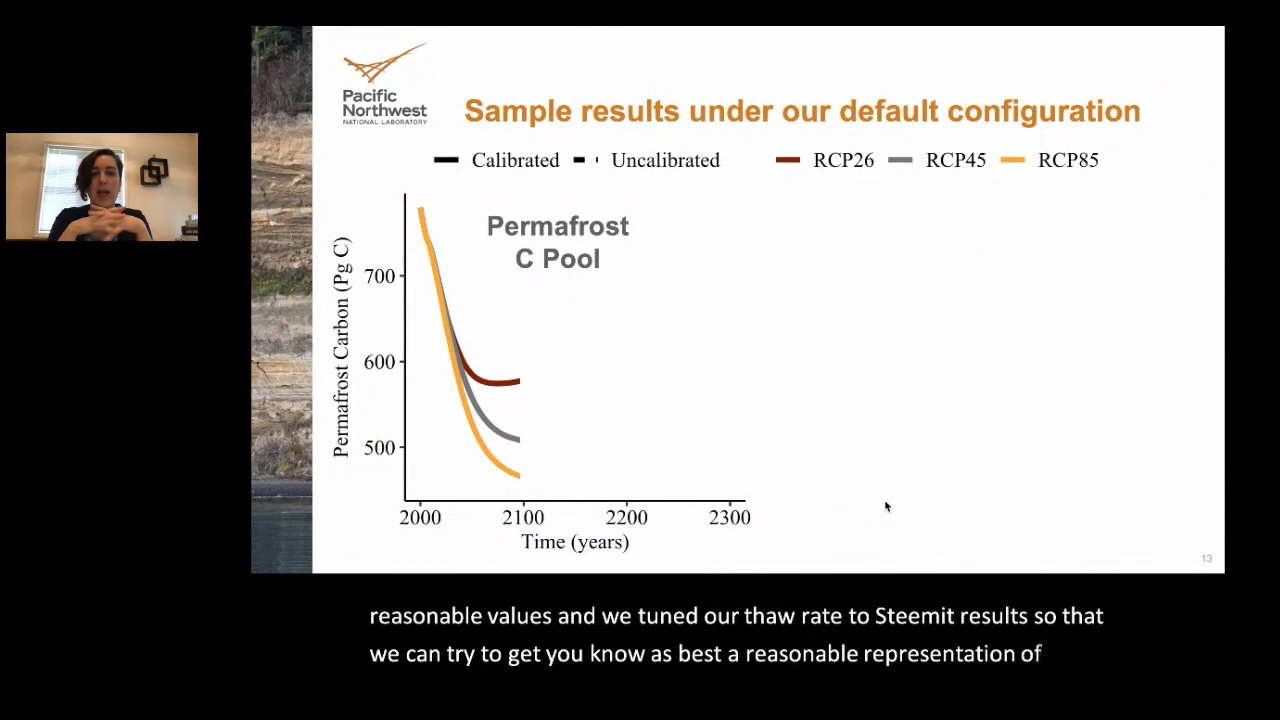 Pacific
Northwest
NATIONAL LABORATORY
Sample results under our default configuration
Calibrated Uncalibrated RCP26 RCP45 RCP85
Permafrost
C Pool
Permafrost Carbon (Pg C)
700
600
500
2000 2100 2200 2300
Time (years)
13
reasonable values and we tuned our thaw rate to Steemit results so that
we can try to get you know as best a reasonable representation of